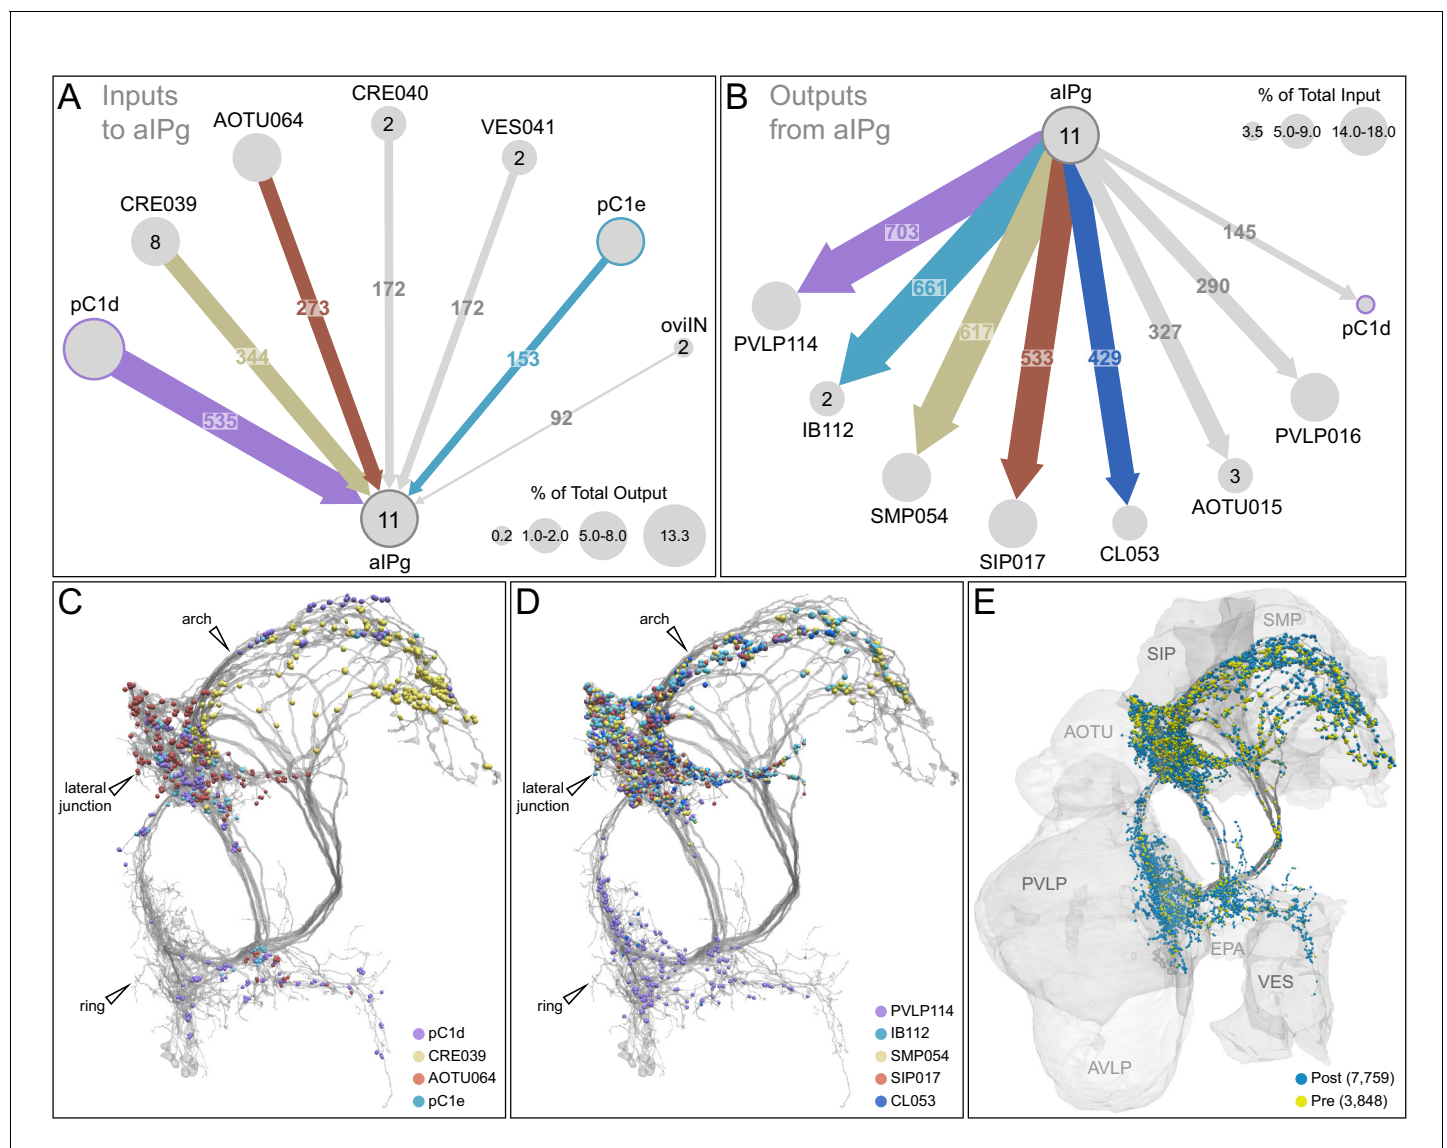 A
Inputs
to aIPg
CRE040
2
AOTU064
VES041
2
CRE039
8
pC1e
pC1d
oviIN
2
172
273
172
344
153
535
92
11
aIPg
% of Total Output
0.2
1.0-2.0
5.0-8.0
13.3
B
Outputs
from aIPg
aIPg
11
% of Total Input
3.5
5.0-9.0
14.0-18.0
703
661
617
533
429
327
290
145
PVLP114
2
IB112
SMP054
SIP017
CL053
3
AOTU015
PVLP016
pC1d
C
arch
lateral
junction
ring
pC1d
CRE039
AOTU064
pC1e
D
arch
lateral
junction
ring
PVLP114
IB112
SMP054
SIP017
CL053
E
SMP
SIP
AOTU
PVLP
EPA
VES
AVLP
Post (7,759)
Pre (3,848)